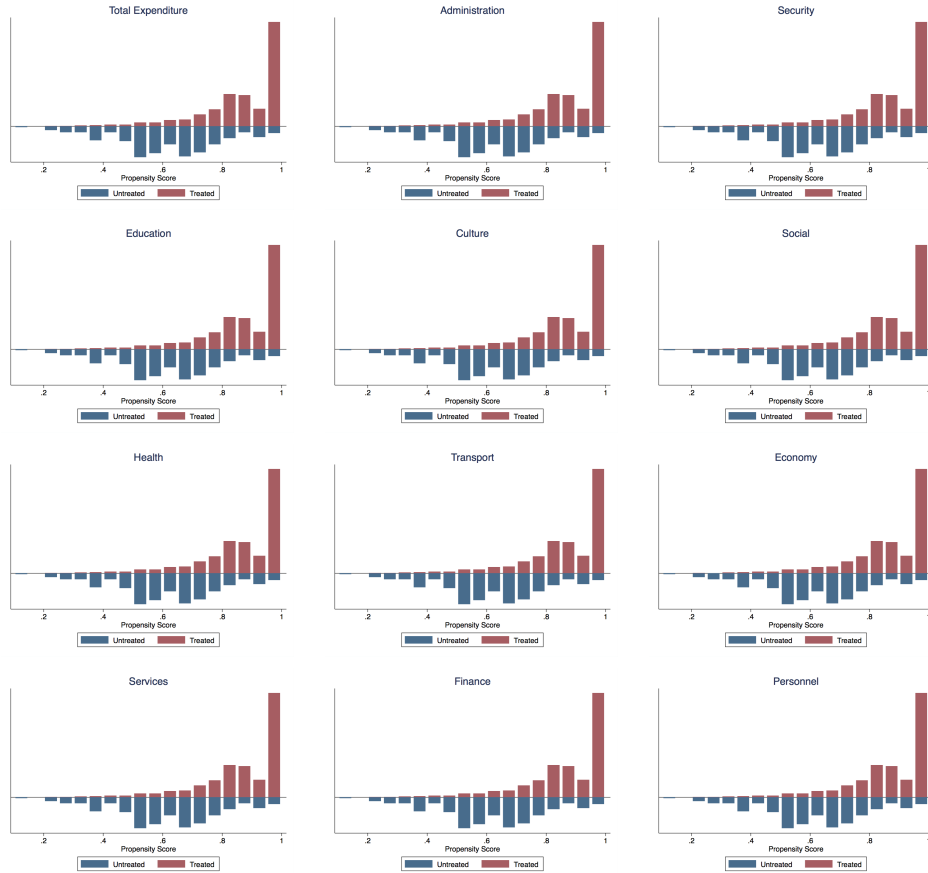 Total Expenditure
Administration
Security
.2 .4 .6 .8 1
Propensity Score
Untreated Treated
.2 .4 .6 .8 1
Propensity Score
Untreated Treated
.2 .4 .6 .8
Propensity Score
Untreated Treated
Education
Culture
Social
.2 .4 .6 .8 1
Propensity Score
Untreated Treated
.2 .4 .6 .8 1
Propensity Score
Untreated Treated
.2 .4 .6 .8
Propensity Score
Untreated Treated
Health
Transport
Economy
.2 .4 .6 .8 1
Propensity Score
Untreated Treated
.2 .4 .6 .8 1
Propensity Score
Untreated Treated
.2 .4 .6 .8
Propensity Score
Untreated Treated
Services
Finance
Personnel
.2 .4 .6 .8 1
Propensity Score
Untreated Treated
.2 .4 .6 .8 1
Propensity Score
Untreated Treated
.2 .4 .6 .8
Propensity Score
Untreated Treated